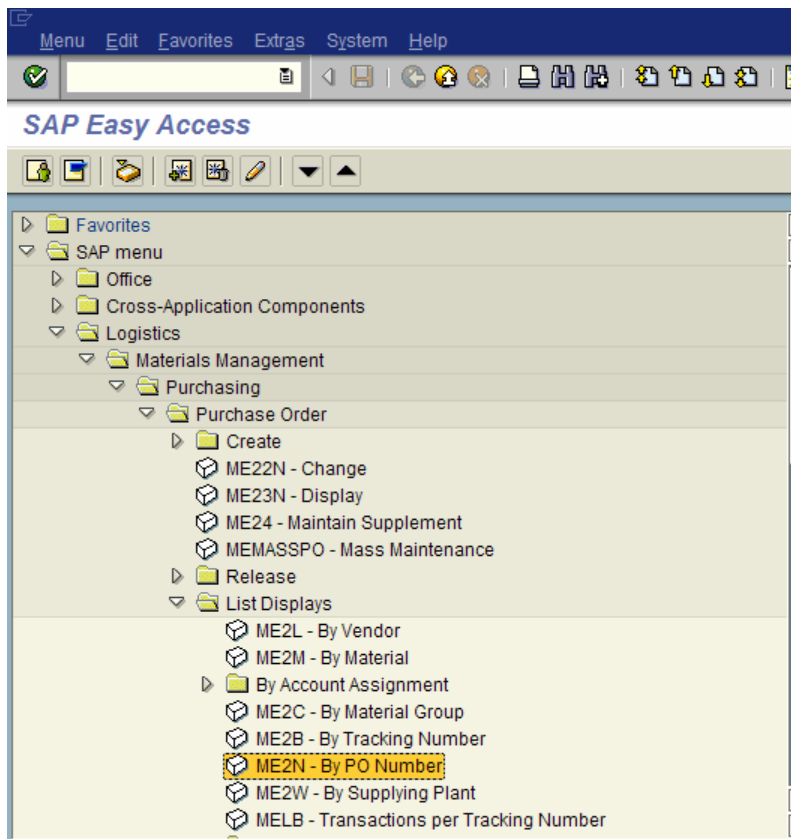 Menu Edit Favorites Extras System Help
SAP Easy Access
Favorites
SAP menu
Office
Cross-Application Components
Logistics
Materials Management
Purchasing
Purchase Order
Create
ME22N - Change
ME23N - Display
ME24 - Maintain Supplement
MEMASSPO - Mass Maintenance
Release
List Displays
ME2L - By Vendor
ME2M - By Material
By Account Assignment
ME2C - By Material Group
ME2B - By Tracking Number
ME2N - By PO Number
ME2W - By Supplying Plant
MELB - Transactions per Tracking Number